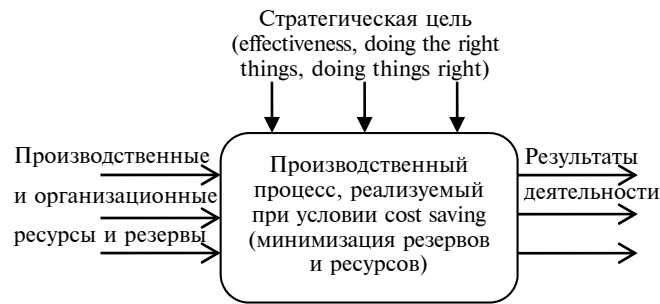 Стратегическая цель
(effectiveness, doing the right
things, doing things right)
Производственные
и организационные
ресурсы и резервы
Производственный
процесс, реализуемый
при условии cost saving
(минимизация резервов
и ресурсов)
Результаты
деятельности